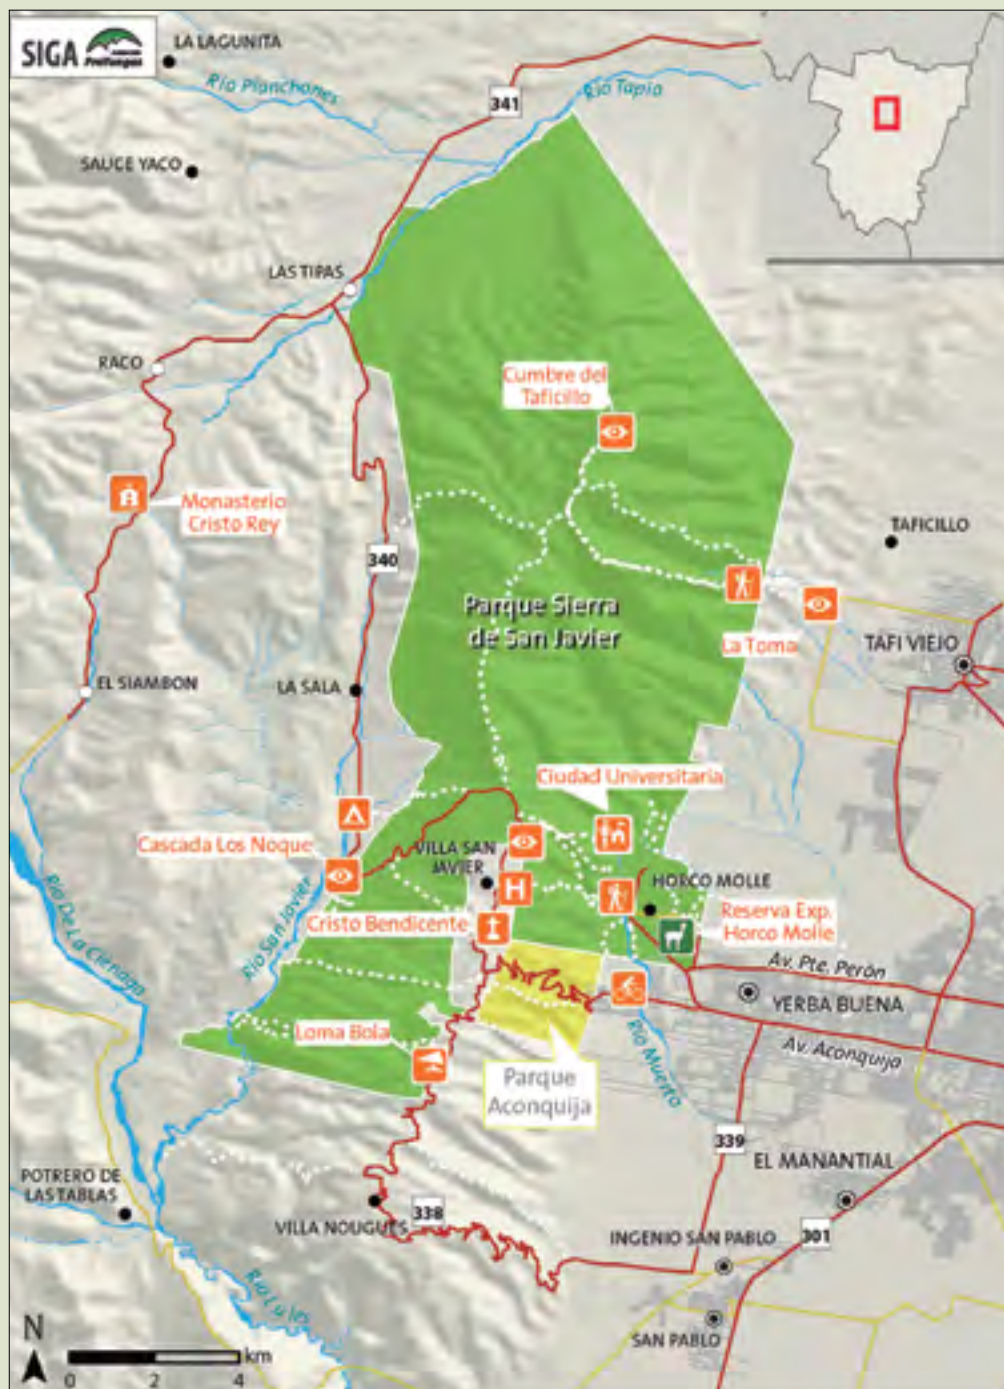 SIGA
ProYungas
LA LAGUNITA
Río Planchones
341
Río Tapia
SAUCE YACO
LAS TIPAS
RACO
Cumbre del
Taficillo
Monasterio
Cristo Rey
340
TAFICILLO
Parque Sierra
de San Javier
La Toma
TAFI VIEJO
EL SIAMBON
LA SALA
Ciudad Universitaria
Cascada Los Noque
VILLA SAN
JAVIER
H
HORCO MOLLE
Reserva Exp.
Horco Molle
Cristo Bendicente
Río De La Cienaga
Río San Javier
Av. Pte. Perón
YERBA BUENA
Loma Bola
Av. Aconquija
Río Muerto
Parque
Aconquija
339
EL MANANTIAL
POTRERO DE
LAS TABLAS
VILLA NOUGUES
338
INGENIO SAN PABLO
301
Río Lules
SAN PABLO
N
km
0 2 4